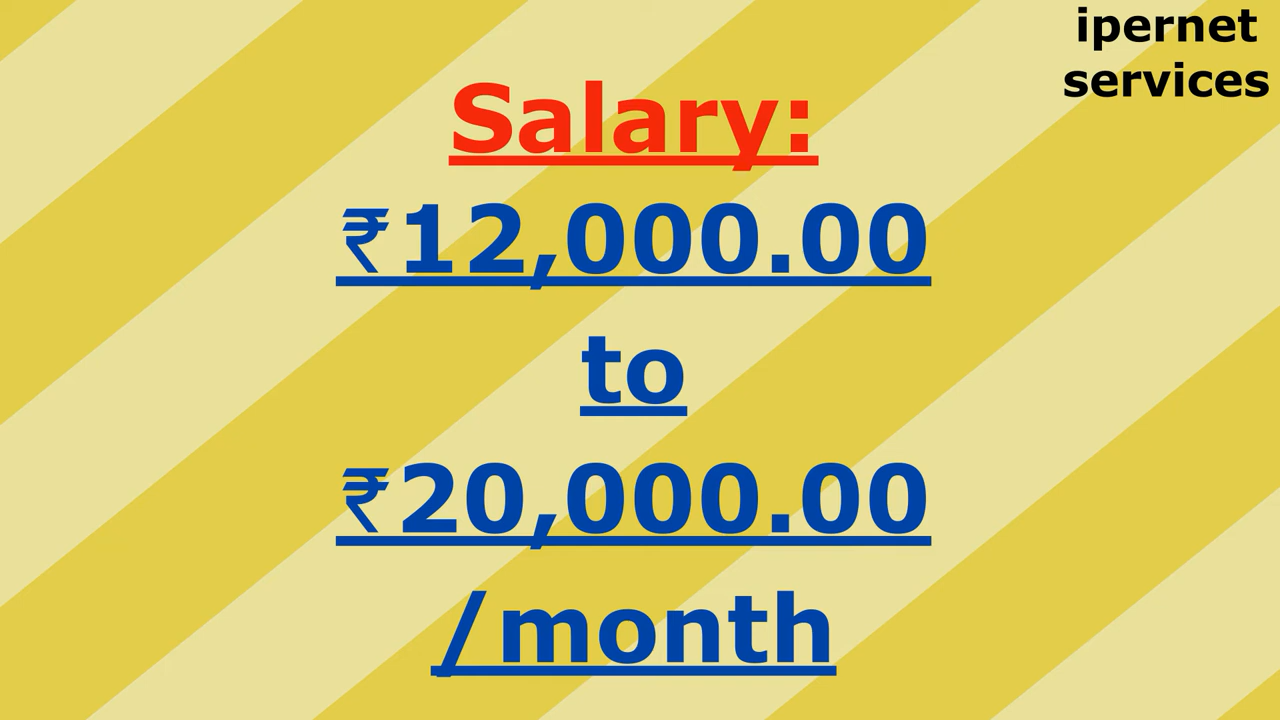 ipernet
services
Salary:
₹12,000.00
to
₹20,000.00
/month